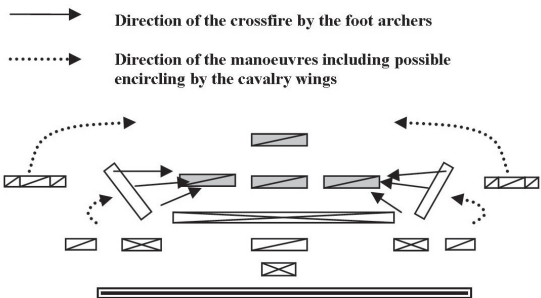 Direction of the crossfire by the foot archers
Direction of the manoeuvres including possible
encircling by the cavalry wings